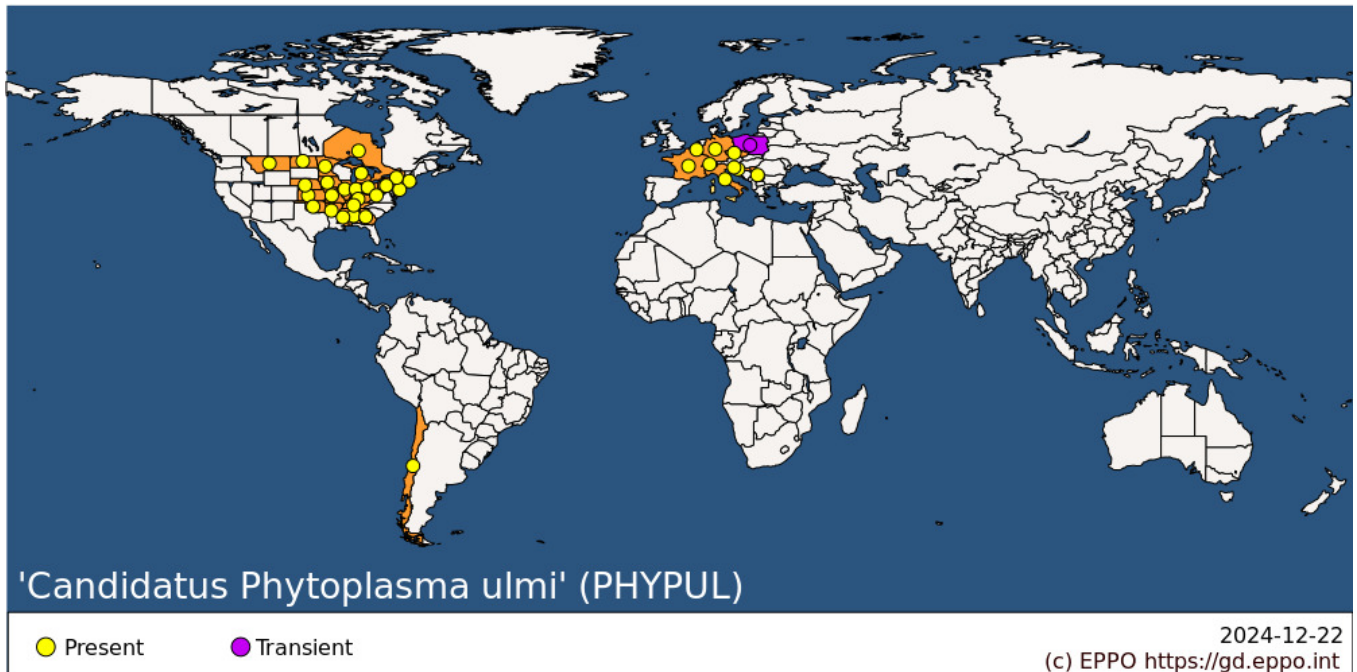 'Candidatus Phytoplasma ulmi' (PHYPUL)
Present
Transient
2024-12-22
(c) EPPO https://gd.eppo.int